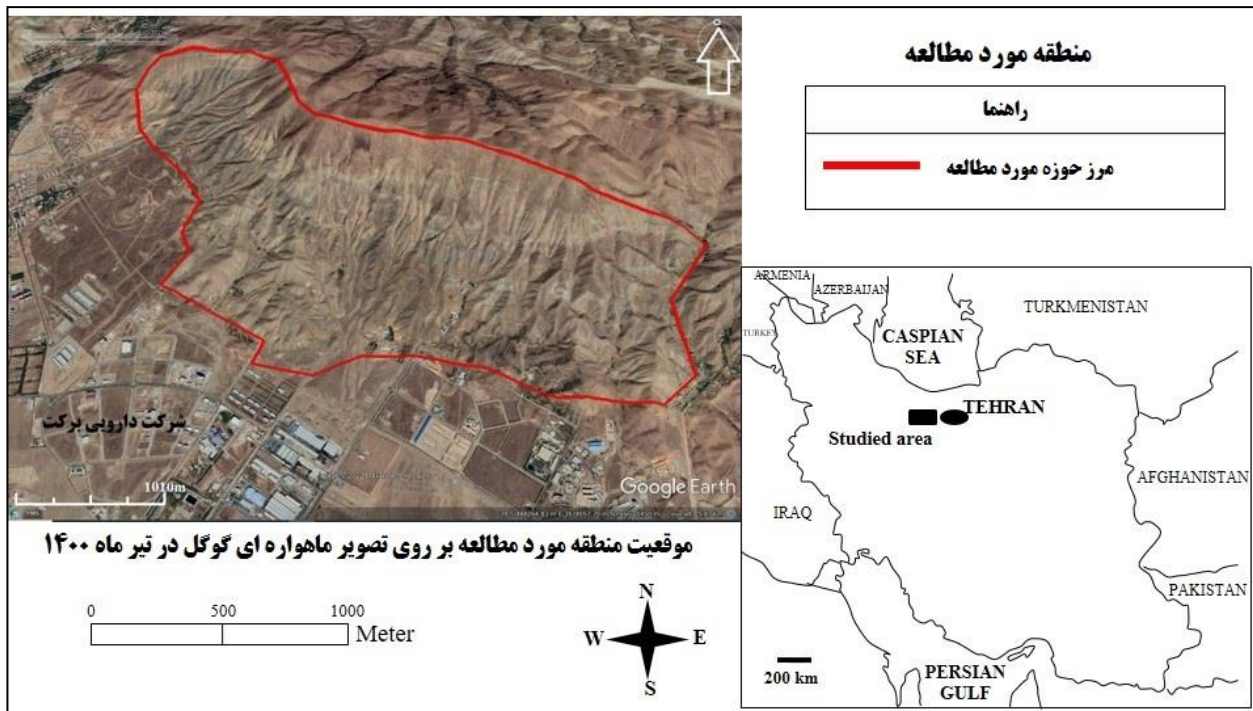 منطقه مورد مطالعه
راهنما
مرز حوزه مورد مطالعه
شرکت دارویی برکت
1010m
Google Earth
موقعیت منطقه مورد مطالعه بر روی تصویر ماهواره ای گوگل در تیر ماه ۱۴۰۰
0 500 1000
Meter
N
W E
S
ARMENIA
AZERBAIJAN
TURKEY
TURKMENISTAN
CASPIAN
SEA
TEHRAN
Studied area
AFGHANISTAN
IRAQ
PAKISTAN
200 km
PERSIAN
GULF